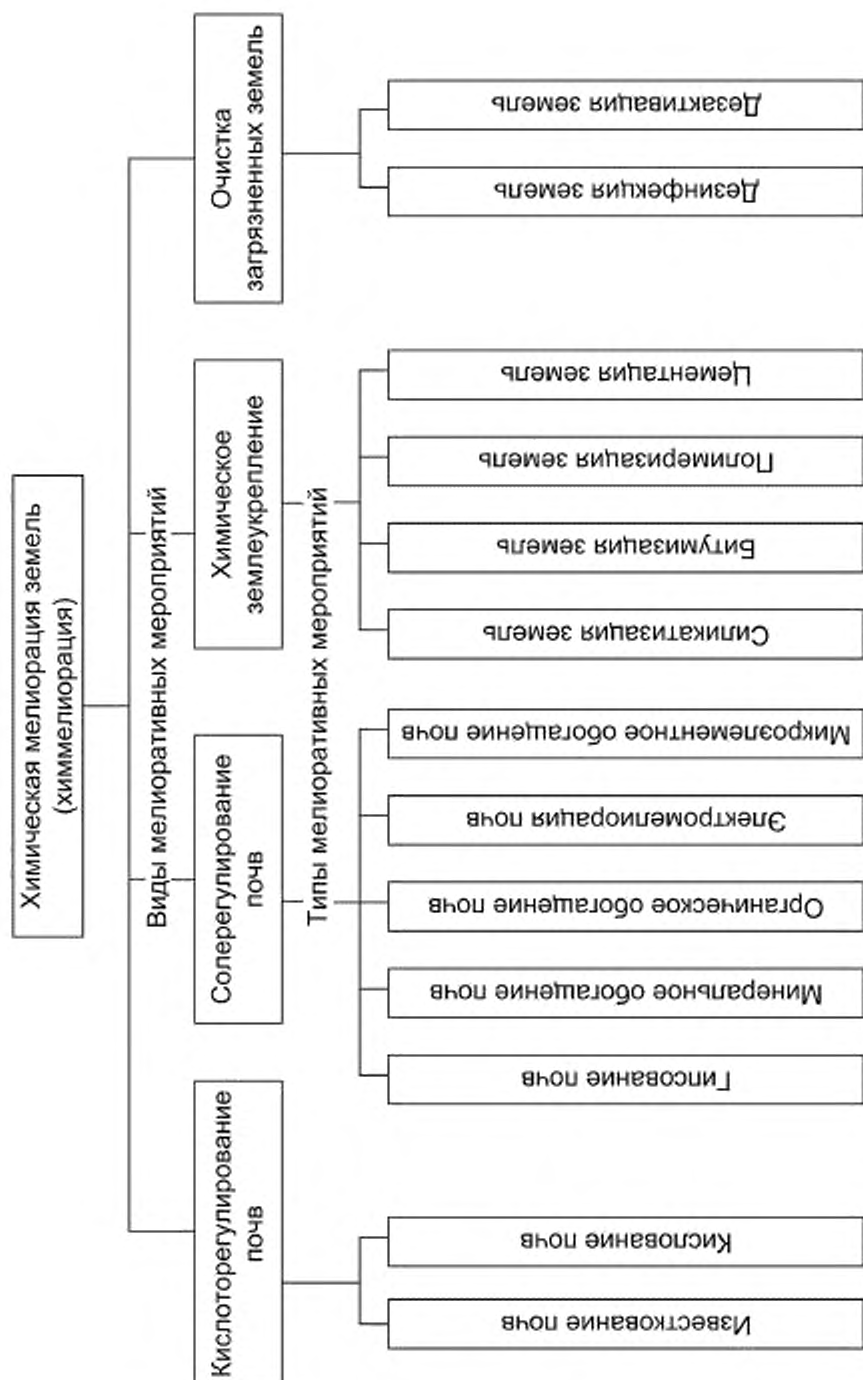 Химическая мелиорация земель
(химмелиорация)
Виды мелиоративных мероприятий
Кислоторегулирование
почв
Солерегулирование
почв
Химическое
землеукрепление
Очистка
загрязненных земель
Типы мелиоративных мероприятий
Известкование почв
Кислование почв
Гипсование почв
Минеральное обогащение почв
Органическое обогащение почв
Электромелиорация почв
Микроэлементное обогащение почв
Силикатизация земель
Битумизация земель
Полимеризация земель
Цементация земель
Дезинфекция земель
Дезактивация земель